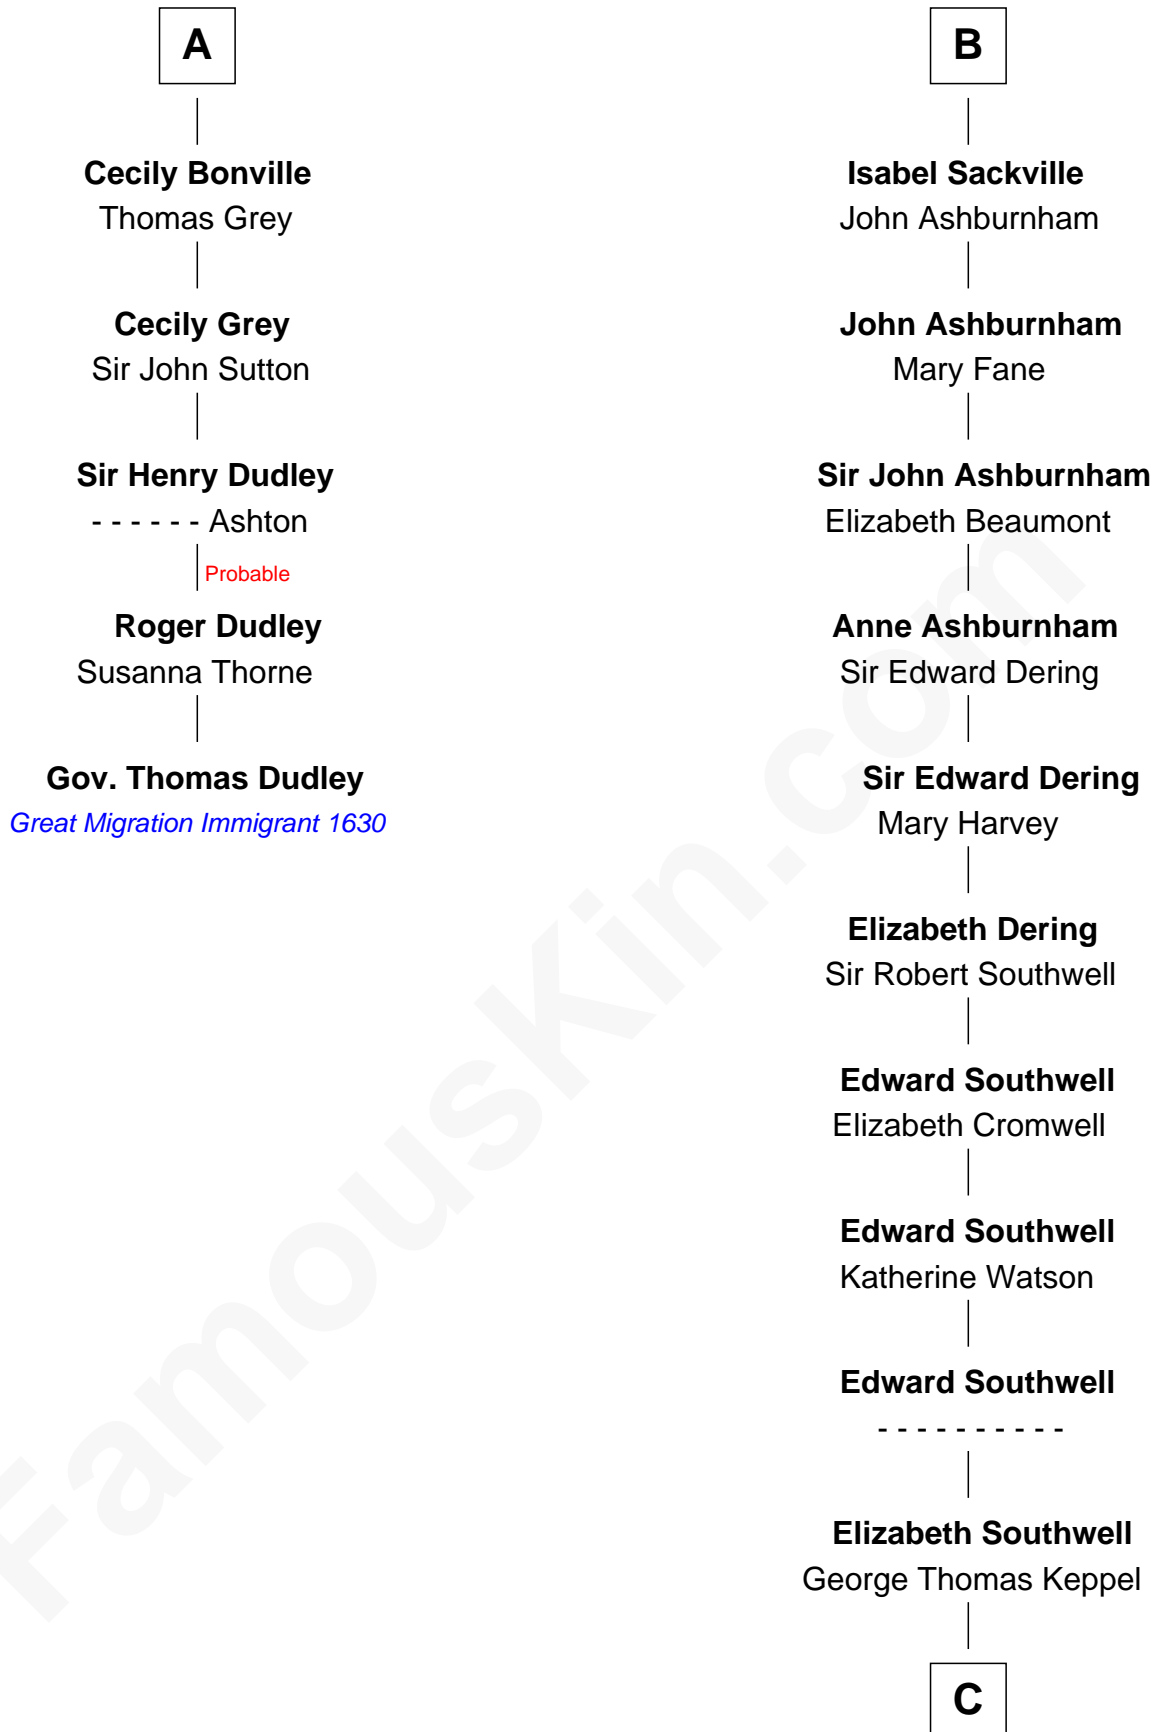 A
Cecily Bonville
Thomas Grey
Cecily Grey
Sir John Sutton
Sir Henry Dudley
- - - - - - Ashton
Probable
Roger Dudley
Susanna Thorne
Gov. Thomas Dudley
Great Migration Immigrant 1630
B
Isabel Sackville
John Ashburnham
John Ashburnham
Mary Fane
Sir John Ashburnham
Elizabeth Beaumont
Anne Ashburnham
Sir Edward Dering
Sir Edward Dering
Mary Harvey
Elizabeth Dering
Sir Robert Southwell
Edward Southwell
Elizabeth Cromwell
Edward Southwell
Katherine Watson
Edward Southwell
- - - - - - - - - -
Elizabeth Southwell
George Thomas Keppel
C
FamousKin.com